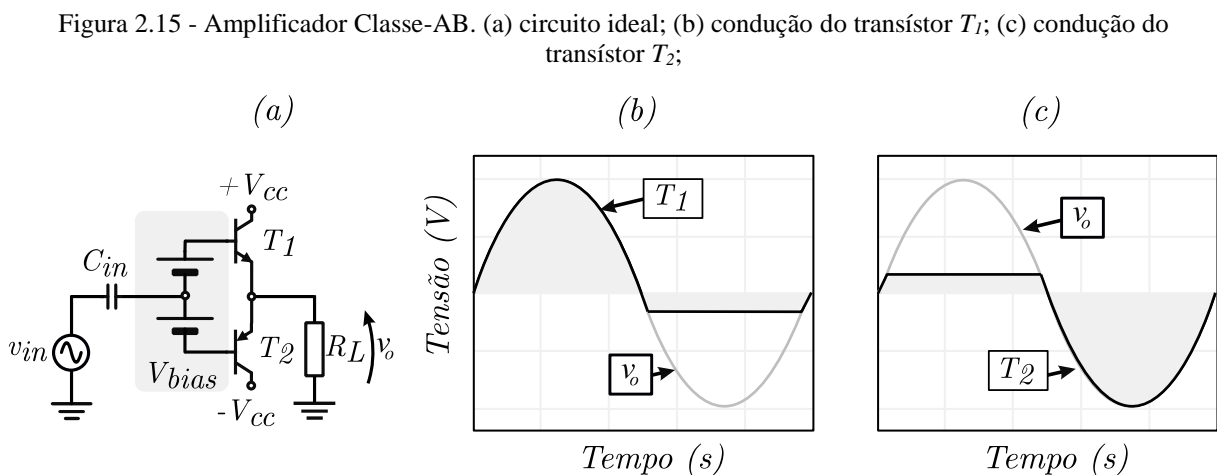 Figura 2.15 - Amplificador Classe-AB. (a) circuito ideal; (b) condução do transístor T1; (c) condução do
transístor T2;
(a)
(b)
(c)
+Vcc
T1
Cin
vin
Vbias
T2
RL
vo
-Vcc
Tensão (V)
T1
vo
Tempo (s)
vo
T2
Tempo (s)